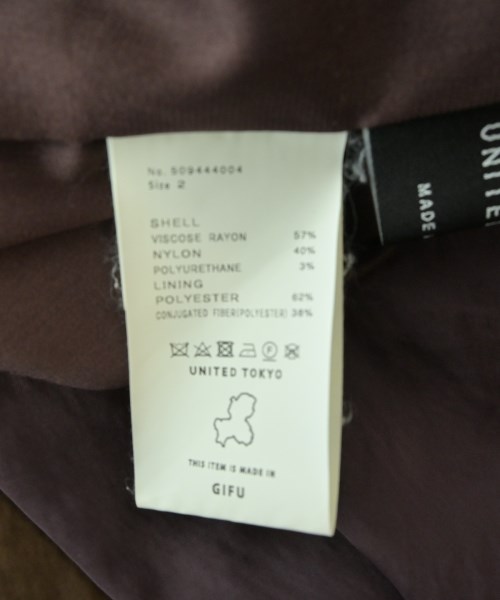 No. 509444004
Size 2
SHELL
VISCOSE RAYON 57%
NYLON 40%
POLYURETHANE 3%
LINING
POLYESTER 62%
CONJUGATED FIBER(POLYESTER) 38%
UNITED TOKYO
THIS ITEM IS MADE IN
GIFU
UNITE
MADE